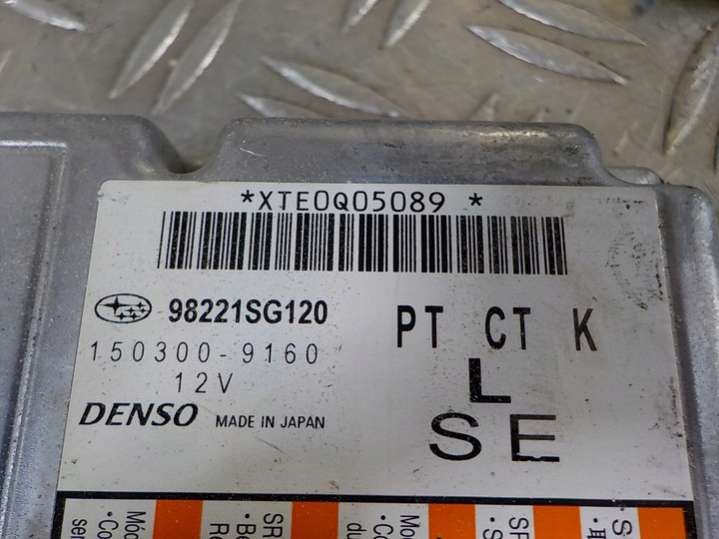 *XTE0Q05089 *
98221SG120
150300-9160
12V
DENSO MADE IN JAPAN
PT CT K
L
SE